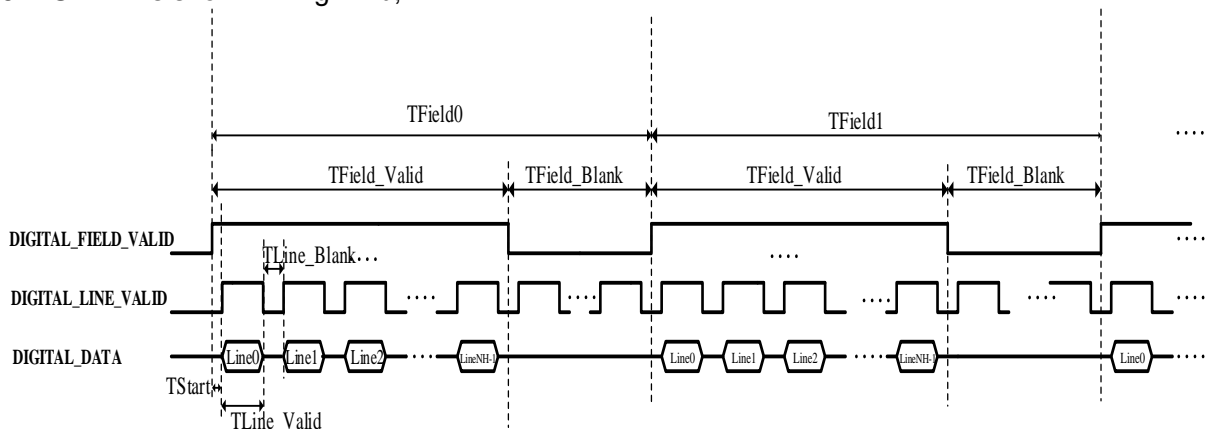 TField0 TField1 ....
TField_Valid TField_Blank TField_Valid TField_Blank
DIGITAL_FIELD_VALID ....
TLine_Blank... ....
DIGITAL_LINE_VALID .... .... .... .... ....
DIGITAL_DATA Line0 Line1 Line2 .... LineNH-1 Line0 Line1 Line2 ..... LineNH-1 Line0 ....
TStart
TLine_Valid